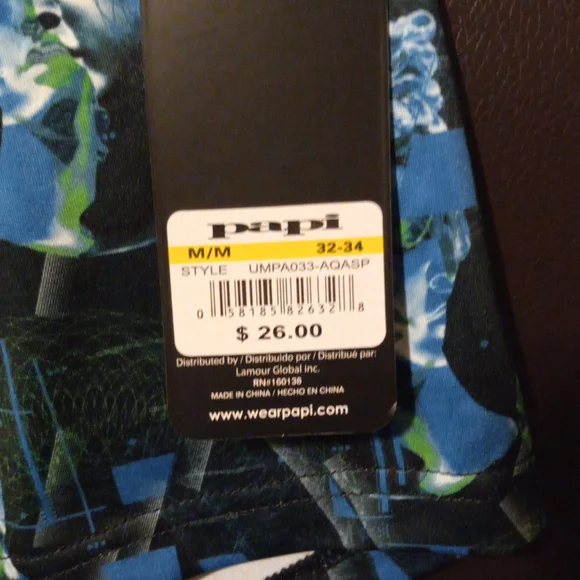 papi
M/M 32-34
STYLE UMPA033-AQASP
0 58185 82632 8
$ 26.00
Distributed by / Distribuido por / Distribué par:
Lamour Global inc.
RN#160138
MADE IN CHINA / HECHO EN CHINA
www.wearpapi.com